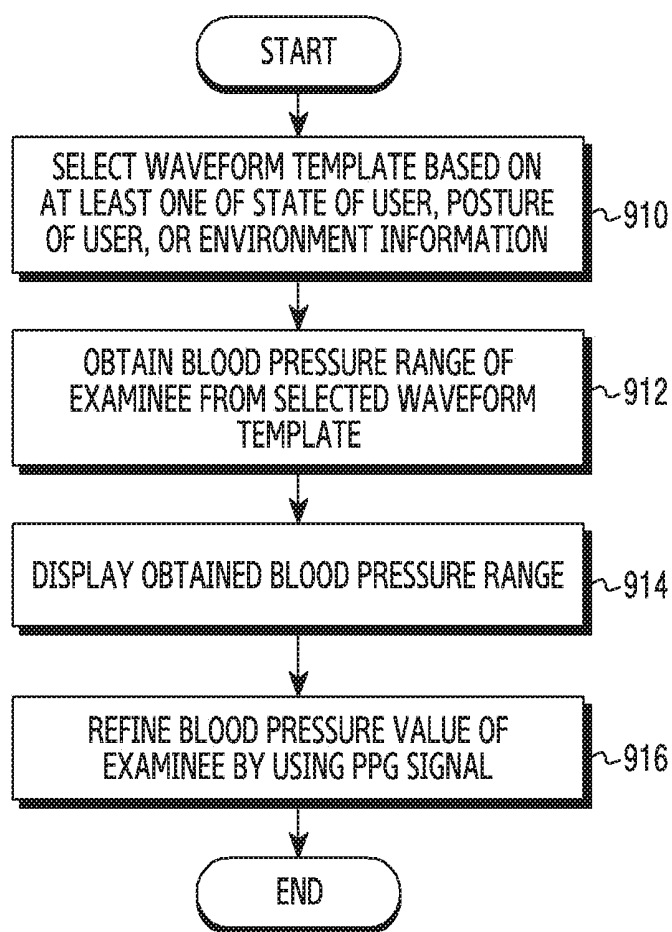 START
SELECT WAVEFORM TEMPLATE BASED ON
AT LEAST ONE OF STATE OF USER, POSTURE
OF USER, OR ENVIRONMENT INFORMATION
910
OBTAIN BLOOD PRESSURE RANGE OF
EXAMINEE FROM SELECTED WAVEFORM
TEMPLATE
912
DISPLAY OBTAINED BLOOD PRESSURE RANGE
914
REFINE BLOOD PRESSURE VALUE OF
EXAMINEE BY USING PPG SIGNAL
916
END